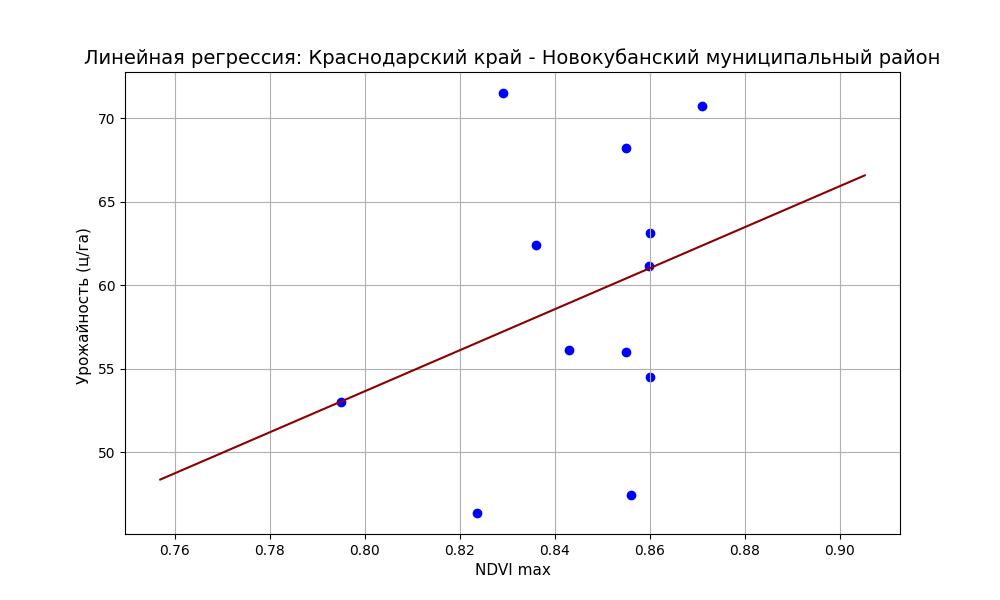 Линейная регрессия: Краснодарский край - Новокубанский муниципальный район
70
65
60
55
50
Урожайность (ц/га)
0.76 0.78 0.80 0.82 0.84 0.86 0.88 0.90
NDVI max